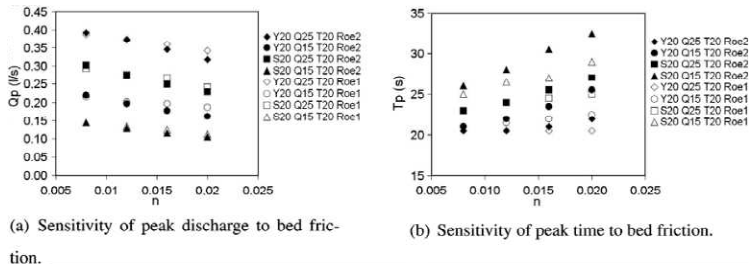 0.45
0.40
0.35
0.30
0.25
0.20
0.15
0.10
0.05
0.00
Qp (l/s)
0.005 0.010 0.015 0.020 0.025
n
Y20 Q25 T20 Roe2
Y20 Q15 T20 Roe2
S20 Q25 T20 Roe2
S20 Q15 T20 Roe2
Y20 Q25 T20 Roe1
Y20 Q15 T20 Roe1
S20 Q25 T20 Roe1
S20 Q15 T20 Roe1
(a) Sensitivity of peak discharge to bed fric-
tion.
35
30
25
20
15
Tp (s)
0.005 0.010 0.015 0.020 0.025
n
Y20 Q25 T20 Roe2
Y20 Q15 T20 Roe2
S20 Q25 T20 Roe2
S20 Q15 T20 Roe2
Y20 Q25 T20 Roe1
Y20 Q15 T20 Roe1
S20 Q25 T20 Roe1
S20 Q15 T20 Roe1
(b) Sensitivity of peak time to bed friction.